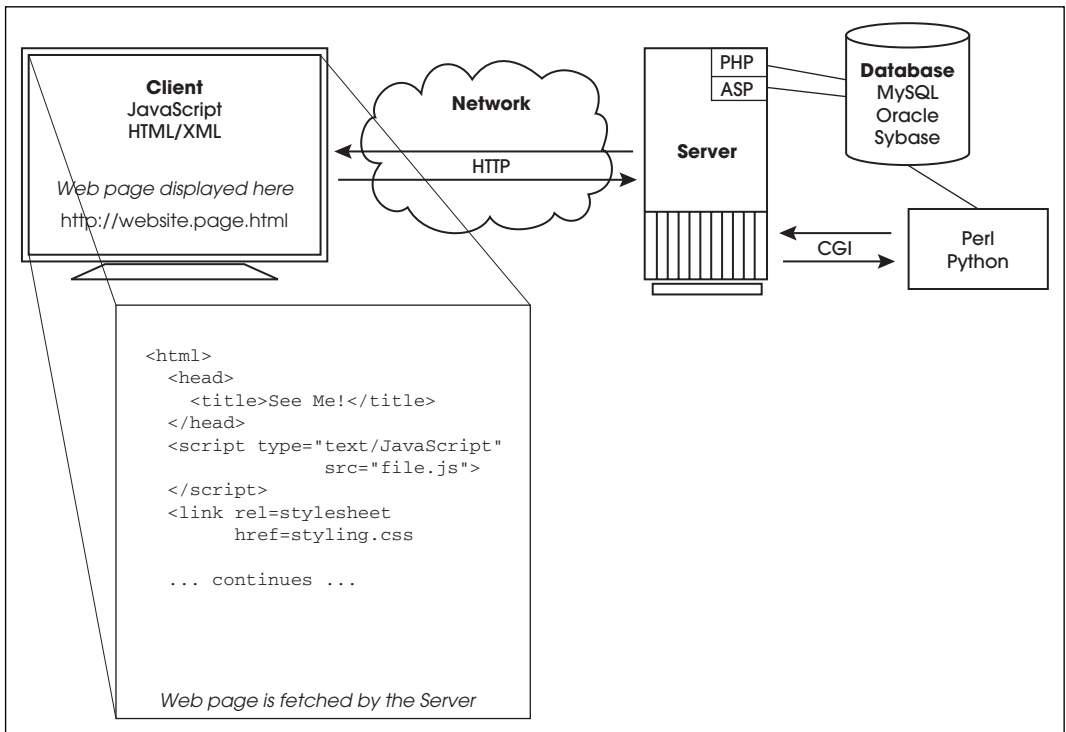 Client
JavaScript
HTML/XML
Web page displayed here
http://website.page.html
Network
HTTP
PHP
ASP
Server
Database
MySQL
Oracle
Sybase
CGI
Perl
Python
<html>
<head>
<title>See Me!</title>
</head>
<script type="text/JavaScript"
src="file.js">
</script>
<link rel=stylesheet
href=styling.css
... continues ...
Web page is fetched by the Server